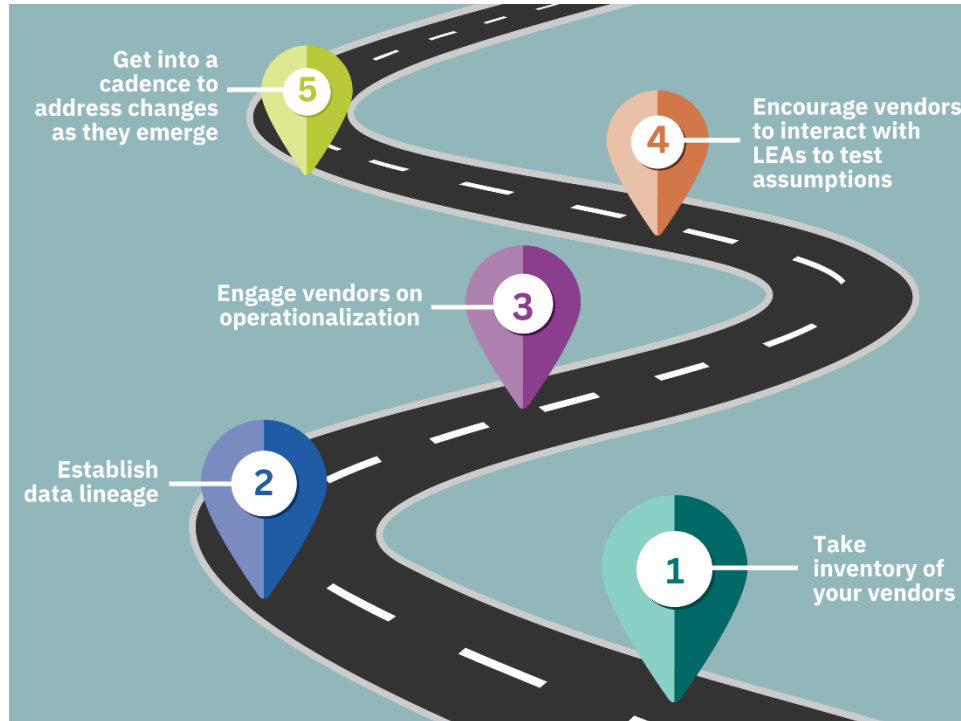 Get into a
cadence to
address changes
as they emerge
5
4
Encourage vendors
to interact with
LEAs to test
assumptions
Engage vendors on
operationalization
3
Establish
data lineage
2
1
Take
inventory of
your vendors